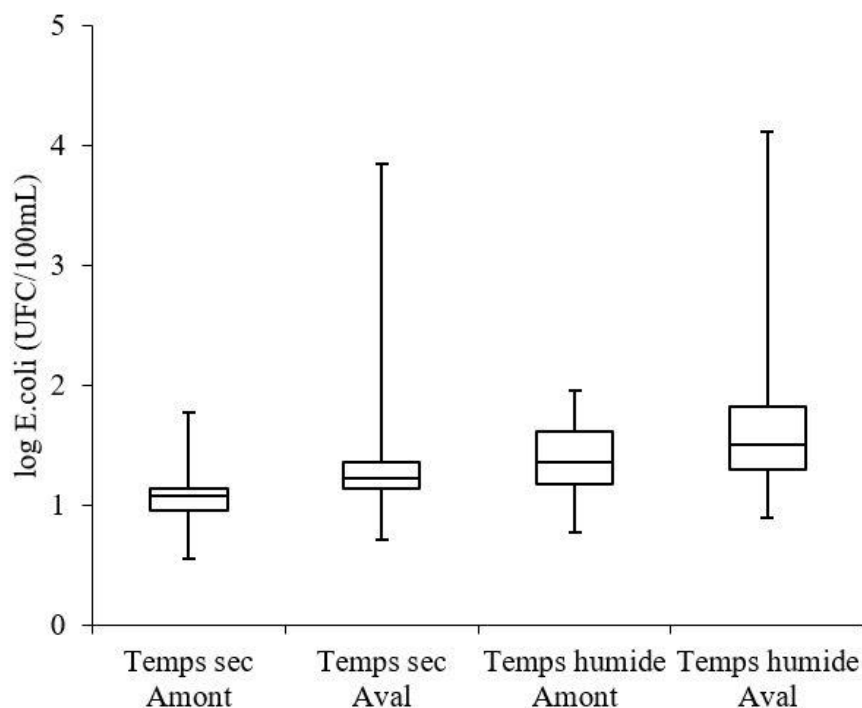 5
4
3
2
1
0
log E.coli (UFC/100mL)
Temps sec
Amont
Temps sec
Aval
Temps humide
Amont
Temps humide
Aval